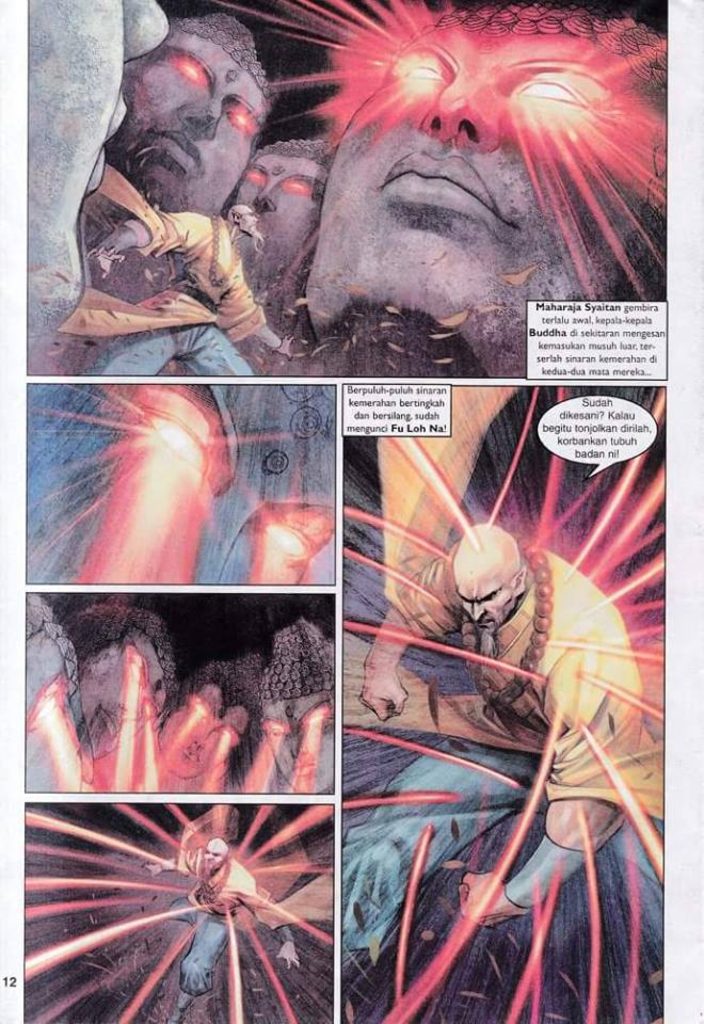 Maharaja Syaitan gembira
terlalu awal, kepala-kepala
Buddha di sekitaran mengesan
kemasukan musuh luar, ter-
serlah sinaran kemerahan di
kedua-dua mata mereka...
Berpuluh-puluh sinaran
kemerahan bertingkah
dan bersilang, sudah
mengunci Fu Loh Na!
Sudah
dikesani? Kalau
begitu tonjolkan dirilah,
korbankan tubuh
badan ni!
12